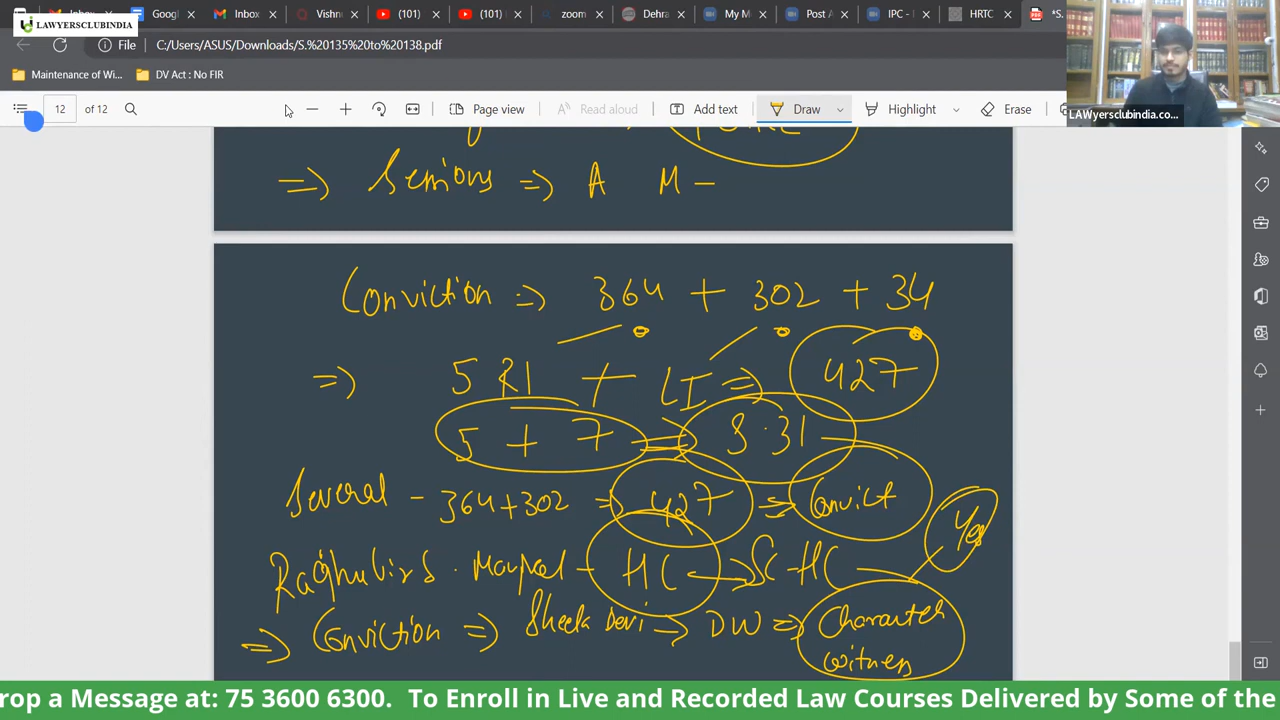 Inbox
Googl
Inbox
Vishn
(101)
(101)
Dehra
My M
Post
IPC -
HRTC
*S.
LAWYERSCLUBINDIA
File
C:/Users/ASUS/Downloads/S.%20135%20to%20138.pdf
Maintenance of Wi...
DV Act : No FIR
12 of 12
Page view
Read aloud
Add text
Draw
Highlight
Erase
LAWyersclubindia.co...
=> Seniors => A M -
Conviction => 364 + 302 + 34
=> 5 RI + LI => 427
5 + 7 => S.31
Several - 364+302 => 427 => Convict
Raghubir S. - HC -> SC - HC Yes
=> Conviction => Sheela Devi -> DW => Character
witness
rop a Message at: 75 3600 6300. To Enroll in Live and Recorded Law Courses Delivered by Some of the